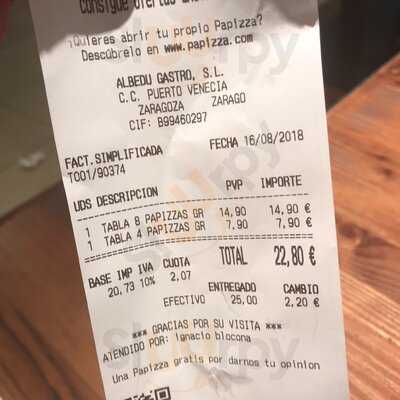 Consigue ofertas
¿Quieres abrir tu propio Papizza?
Descúbrelo en www.papizza.com
ALBEDU GASTRO, S.L.
C.C. PUERTO VENECIA
ZARAGOZA ZARAGO
CIF: B99460297
FACT.SIMPLIFICADA FECHA 16/08/2018
T001/90374
UDS DESCRIPCION PVP IMPORTE
1 TABLA 8 PAPIZZAS GR 14,90 14,90 €
1 TABLA 4 PAPIZZAS GR 7,90 7,90 €
BASE IMP IVA CUOTA TOTAL 22,80 €
20.73 10% 2,07
ENTREGADO CAMBIO
EFECTIVO 25,00 2,20 €
*** GRACIAS POR SU VISITA ***
ATENDIDO POR: ignacio blocona
Una Papizza gratis por darnos tu opinion